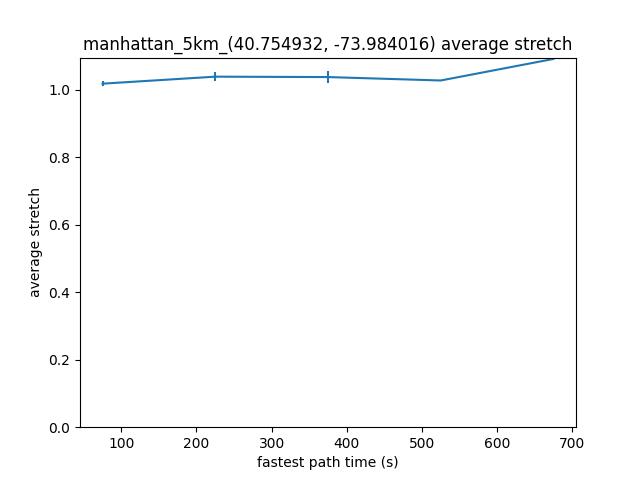 manhattan_5km_(40.754932, -73.984016) average stretch
1.0
0.8
0.6
0.4
0.2
0.0
average stretch
100 200 300 400 500 600 700
fastest path time (s)